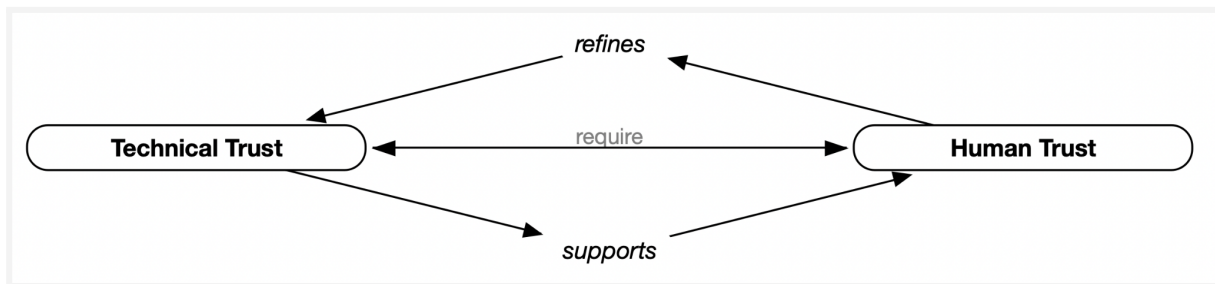 refines
require
Technical Trust
Human Trust
supports